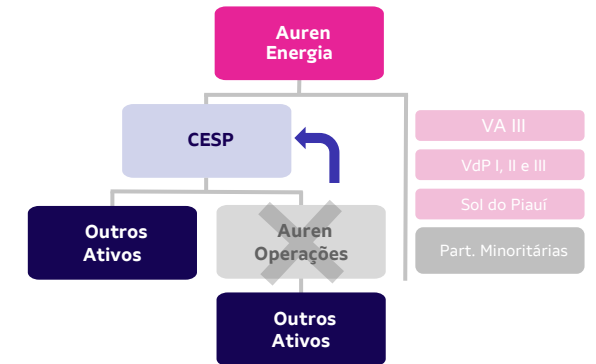 Auren
Energia
CESP
VA III
VdP I, II e III
Sol do Piauí
Part. Minoritárias
Outros
Ativos
Auren
Operações
Outros
Ativos